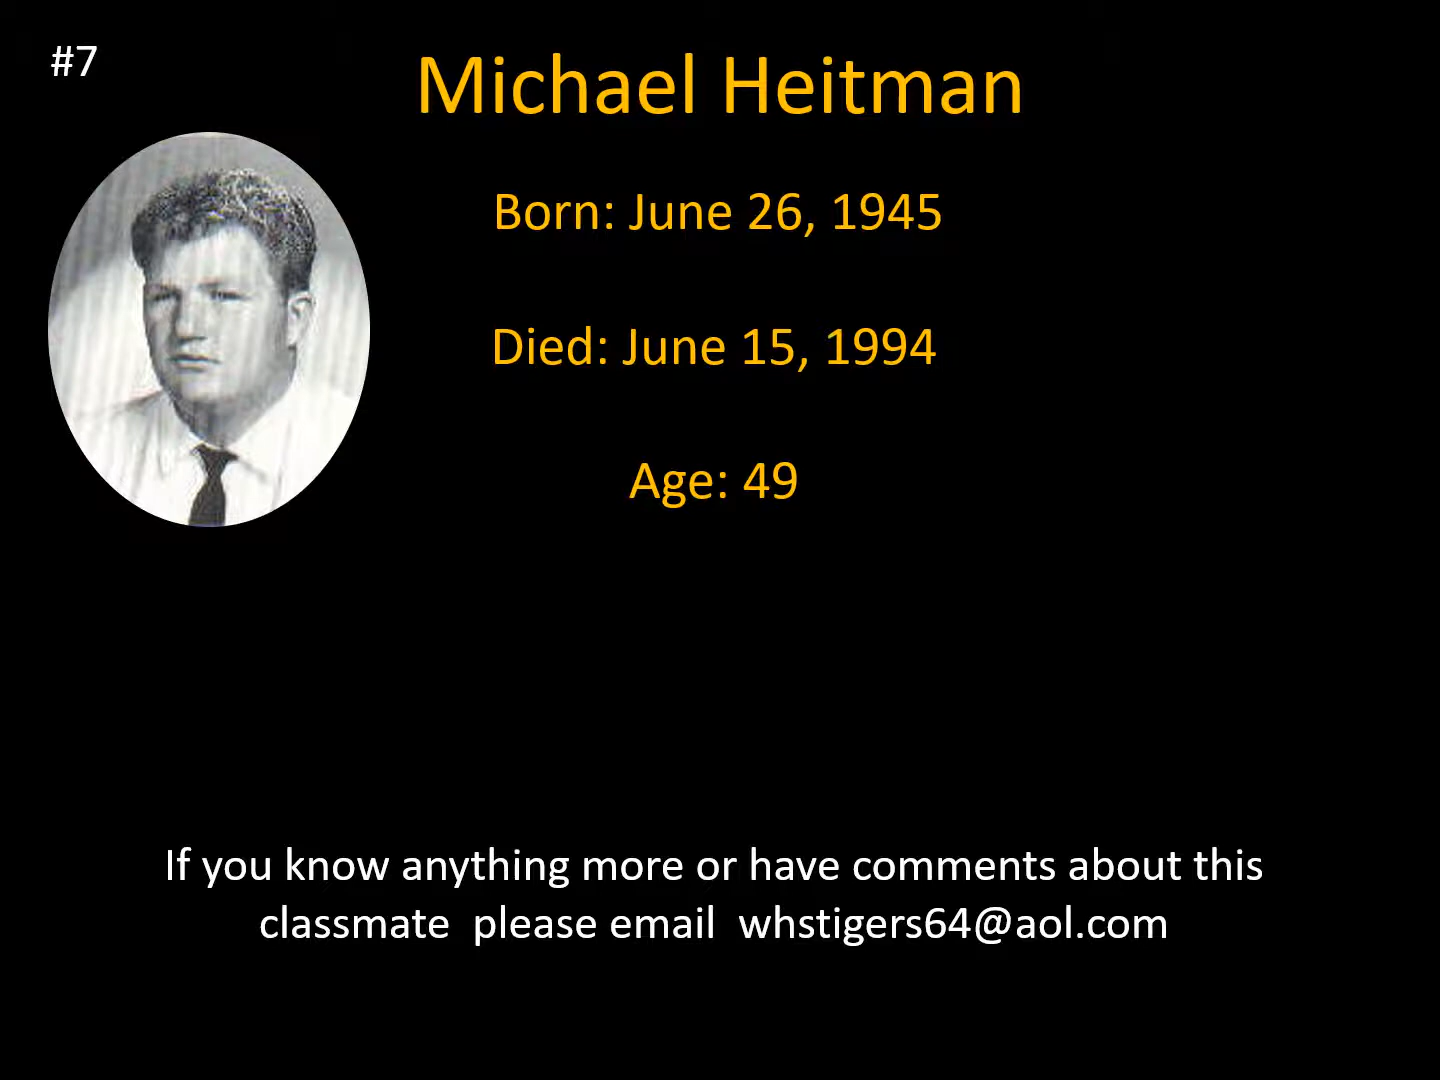 #7
Michael Heitman
Born: June 26, 1945
Died: June 15, 1994
Age: 49
If you know anything more or have comments about this
classmate please email whstigers64@aol.com